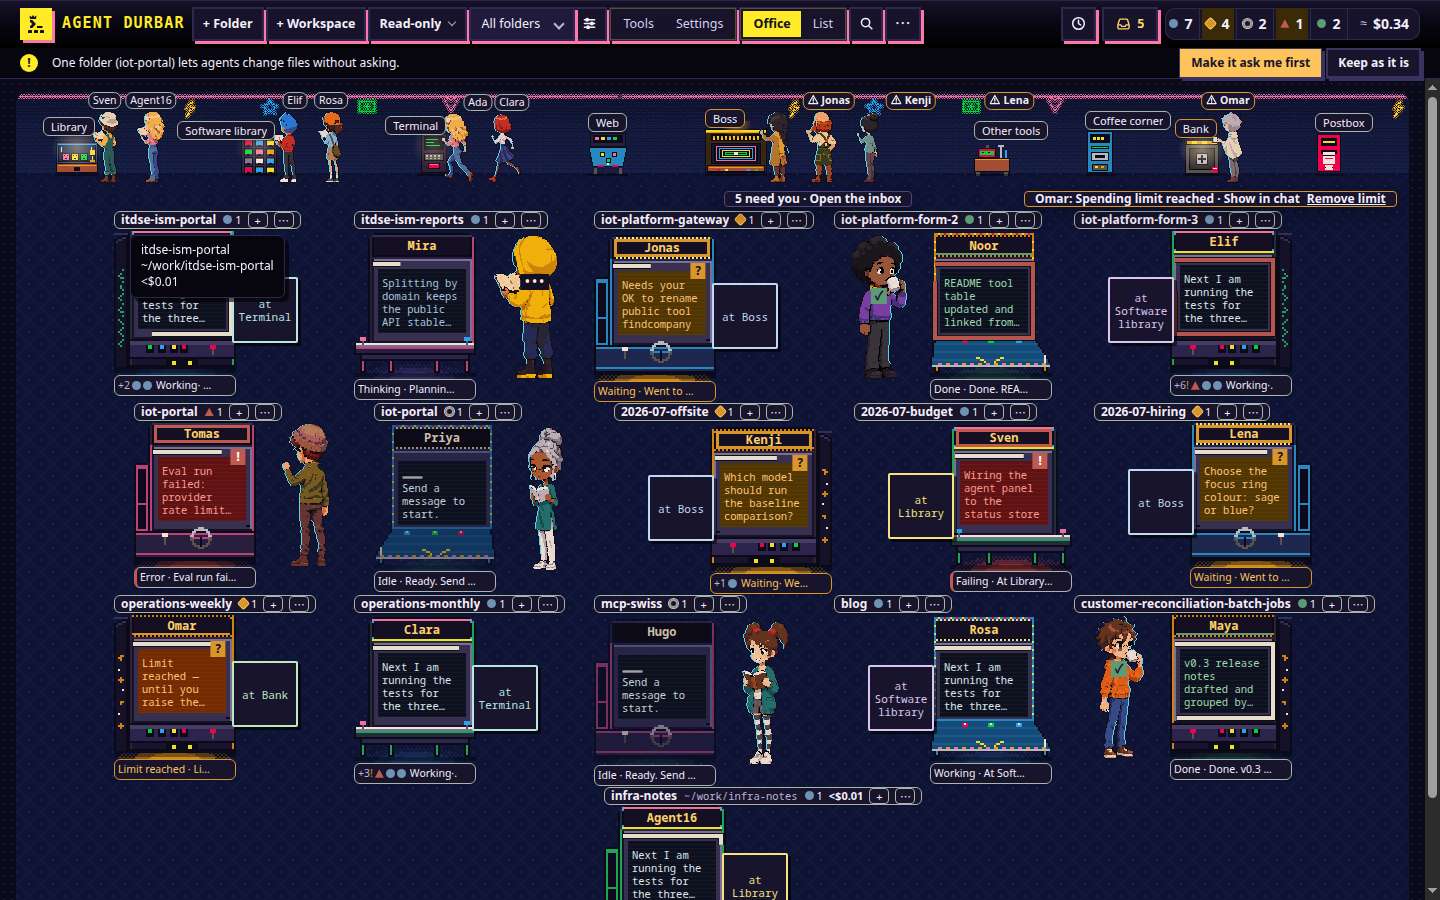 AGENT DURBAR
+ Folder
+ Workspace
Read-only
All folders
Tools
Settings
Office
List
5
7
4
2
1
2
≈ $0.34
! One folder (iot-portal) lets agents change files without asking.
Make it ask me first
Keep as it is
Sven
Agent16
Elif
Rosa
Ada
Clara
Jonas
Kenji
Lena
Omar
Library
Software library
Terminal
Web
Boss
Other tools
Coffee corner
Bank
Postbox
5 need you · Open the inbox
Omar: Spending limit reached · Show in chat Remove limit
itdse-ism-portal 1 + ...
itdse-ism-portal
~/work/itdse-ism-portal
<$0.01
tests for
the three…
at
Terminal
+2 Working· ...
itdse-ism-reports 1 + ...
Mira
Splitting by
domain keeps
the public
API stable…
Thinking · Plannin...
iot-platform-gateway 1 + ...
Jonas
?
Needs your
OK to rename
public tool
findcompany
at Boss
Waiting · Went to ...
iot-platform-form-2 1 + ...
Noor
README tool
table
updated and
linked from…
Done · Done. REA...
iot-platform-form-3 1 + ...
Elif
Next I am
running the
tests for
the three…
at
Software
library
+6! Working·.
iot-portal 1 + ...
Tomas
!
Eval run
failed:
provider
rate limit…
Error · Eval run fai...
iot-portal 1 + ...
Priya
Send a
message to
start.
Idle · Ready. Send ...
2026-07-offsite 1 + ...
Kenji
?
Which model
should run
the baseline
comparison?
at Boss
+1 Waiting· We...
2026-07-budget 1 + ...
Sven
!
Wiring the
agent panel
to the
status store
at
Library
Failing · At Library...
2026-07-hiring 1 + ...
Lena
?
Choose the
focus ring
colour: sage
or blue?
at Boss
Waiting · Went to ...
operations-weekly 1 + ...
Omar
?
Limit
reached —
until you
raise the…
at Bank
Limit reached · Li...
operations-monthly 1 + ...
Clara
Next I am
running the
tests for
the three…
at
Terminal
+3! Working·.
mcp-swiss 1 + ...
Hugo
Send a
message to
start.
Idle · Ready. Send ...
blog 1 + ...
Rosa
Next I am
running the
tests for
the three…
at
Software
library
Working · At Soft...
customer-reconciliation-batch-jobs 1 + ...
Maya
v0.3 release
notes
drafted and
grouped by…
Done · Done. v0.3 ...
infra-notes ~/work/infra-notes 1 <$0.01 + ...
Agent16
Next I am
running the
tests for
the three…
at
Library